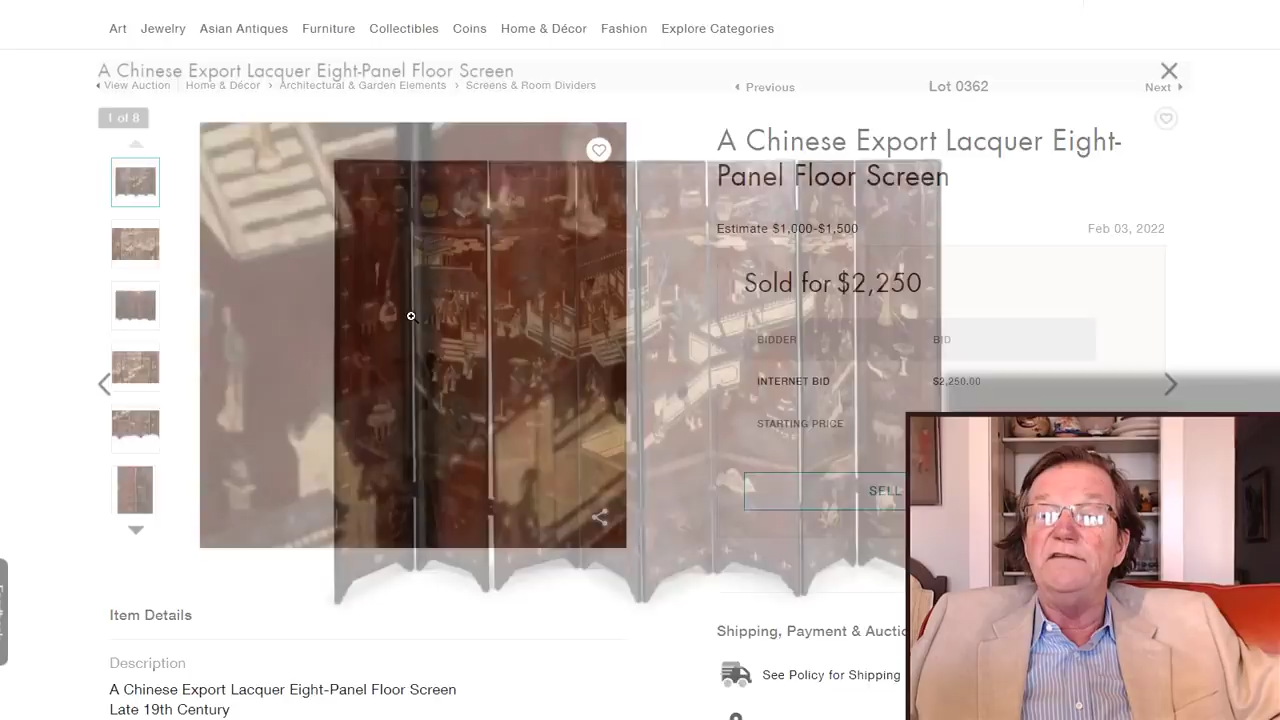 Art Jewelry Asian Antiques Furniture Collectibles Coins Home & Décor Fashion Explore Categories
A Chinese Export Lacquer Eight-Panel Floor Screen
View Auction Home & Décor Architectural & Garden Elements Screens & Room Dividers
Previous Lot 0362 Next
1 of 8
A Chinese Export Lacquer Eight-
Panel Floor Screen
Estimate $1,000-$1,500 Feb 03, 2022
Sold for $2,250
BIDDER BID
INTERNET BID $2,250.00
STARTING PRICE
SELL
Item Details
Shipping, Payment & Auctio
Description
See Policy for Shipping
A Chinese Export Lacquer Eight-Panel Floor Screen
Late 19th Century